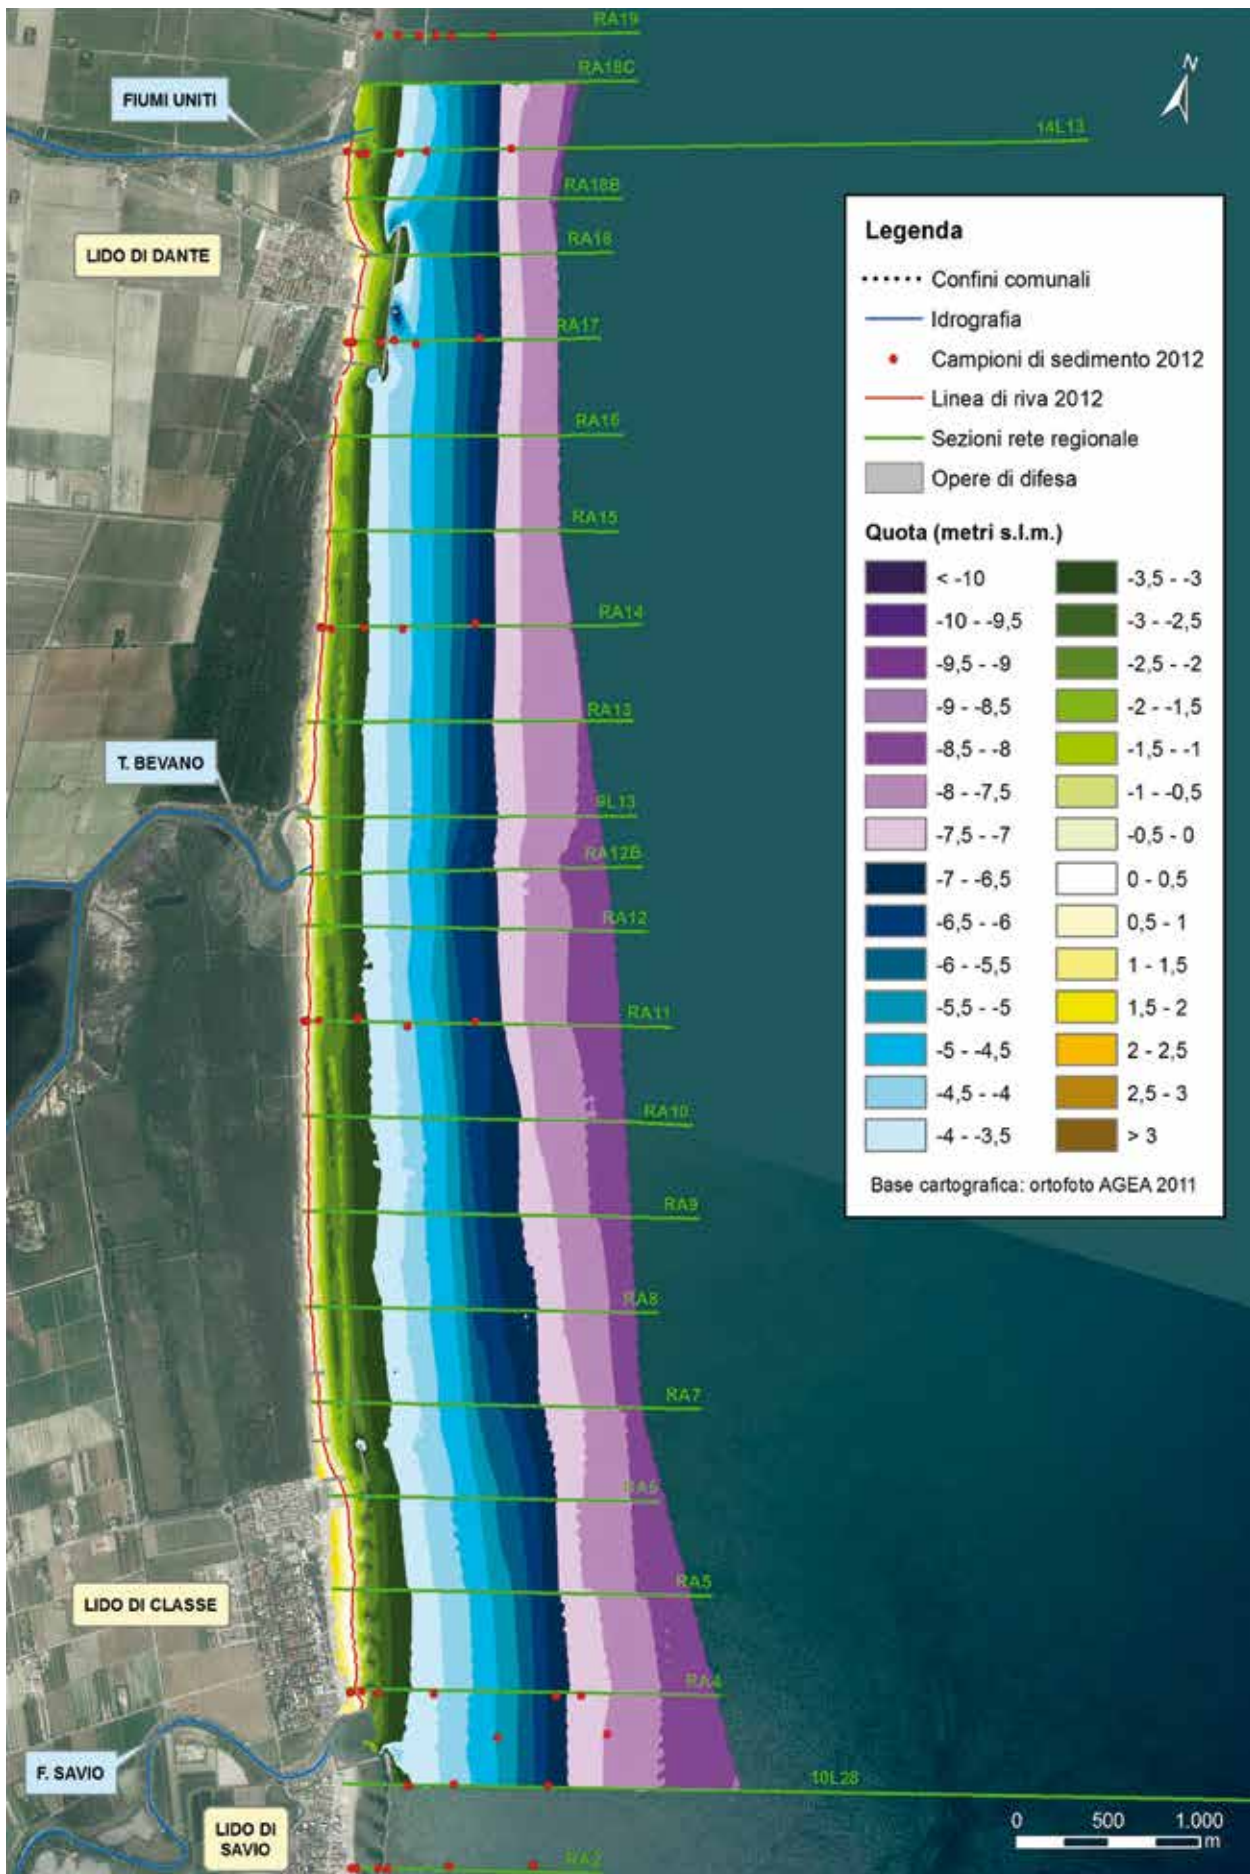 RA19
RA18C
N
FIUMI UNITI
14L13
RA18B
LIDO DI DANTE
RA18
RA17
RA16
RA15
RA14
RA13
T. BEVANO
9L13
RA12B
RA12
RA11
RA10
RA9
RA8
RA7
RA6
RA5
LIDO DI CLASSE
RA4
F. SAVIO
10L28
LIDO DI
SAVIO
RA3
Legenda
Confini comunali
Idrografia
Campioni di sedimento 2012
Linea di riva 2012
Sezioni rete regionale
Opere di difesa
Quota (metri s.l.m.)
< -10
-10 - -9,5
-9,5 - -9
-9 - -8,5
-8,5 - -8
-8 - -7,5
-7,5 - -7
-7 - -6,5
-6,5 - -6
-6 - -5,5
-5,5 - -5
-5 - -4,5
-4,5 - -4
-4 - -3,5
-3,5 - -3
-3 - -2,5
-2,5 - -2
-2 - -1,5
-1,5 - -1
-1 - -0,5
-0,5 - 0
0 - 0,5
0,5 - 1
1 - 1,5
1,5 - 2
2 - 2,5
2,5 - 3
> 3
Base cartografica: ortofoto AGEA 2011
0 500 1.000
m